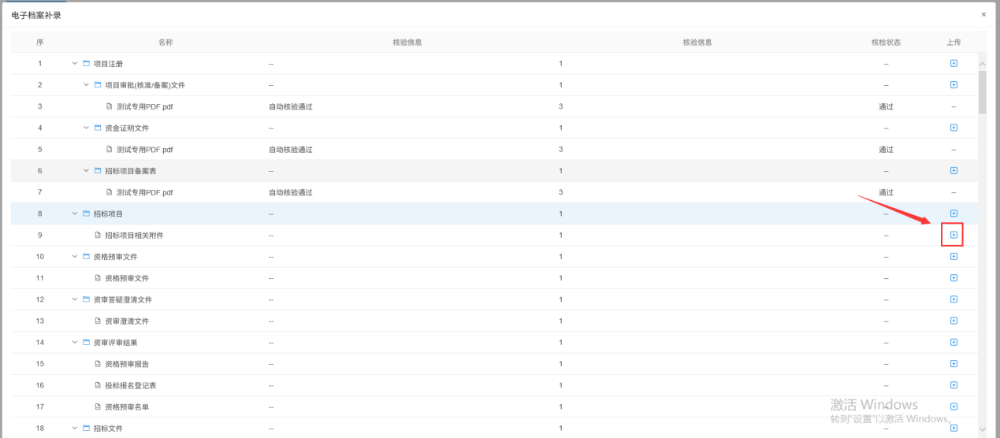 电子档案补录 ×
序 名称 核验信息 核验信息 核检状态 上传
1 项目注册 -- 1 --
2 项目审批(核准/备案)文件 -- 1
3 测试专用PDF.pdf 自动核验通过 3 通过 --
4 资金证明文件 -- 1 --
5 测试专用PDF.pdf 自动核验通过 3 通过 --
6 招标项目备案表 -- 1 --
7 测试专用PDF.pdf 自动核验通过 3 通过 --
8 招标项目 -- 1 --
9 招标项目相关附件 -- 1 --
10 资格预审文件 -- 1 --
11 资格预审文件 -- 1 --
12 资审答疑澄清文件 -- 1 --
13 资审澄清文件 -- 1 --
14 资审评审结果 -- 1 --
15 资格预审报告 -- 1 --
16 投标报名登记表 -- 1 --
17 资格预审名单 -- 1 --
激活 Windows
转到"设置"以激活 Windows。
18 招标文件 -- 1 --